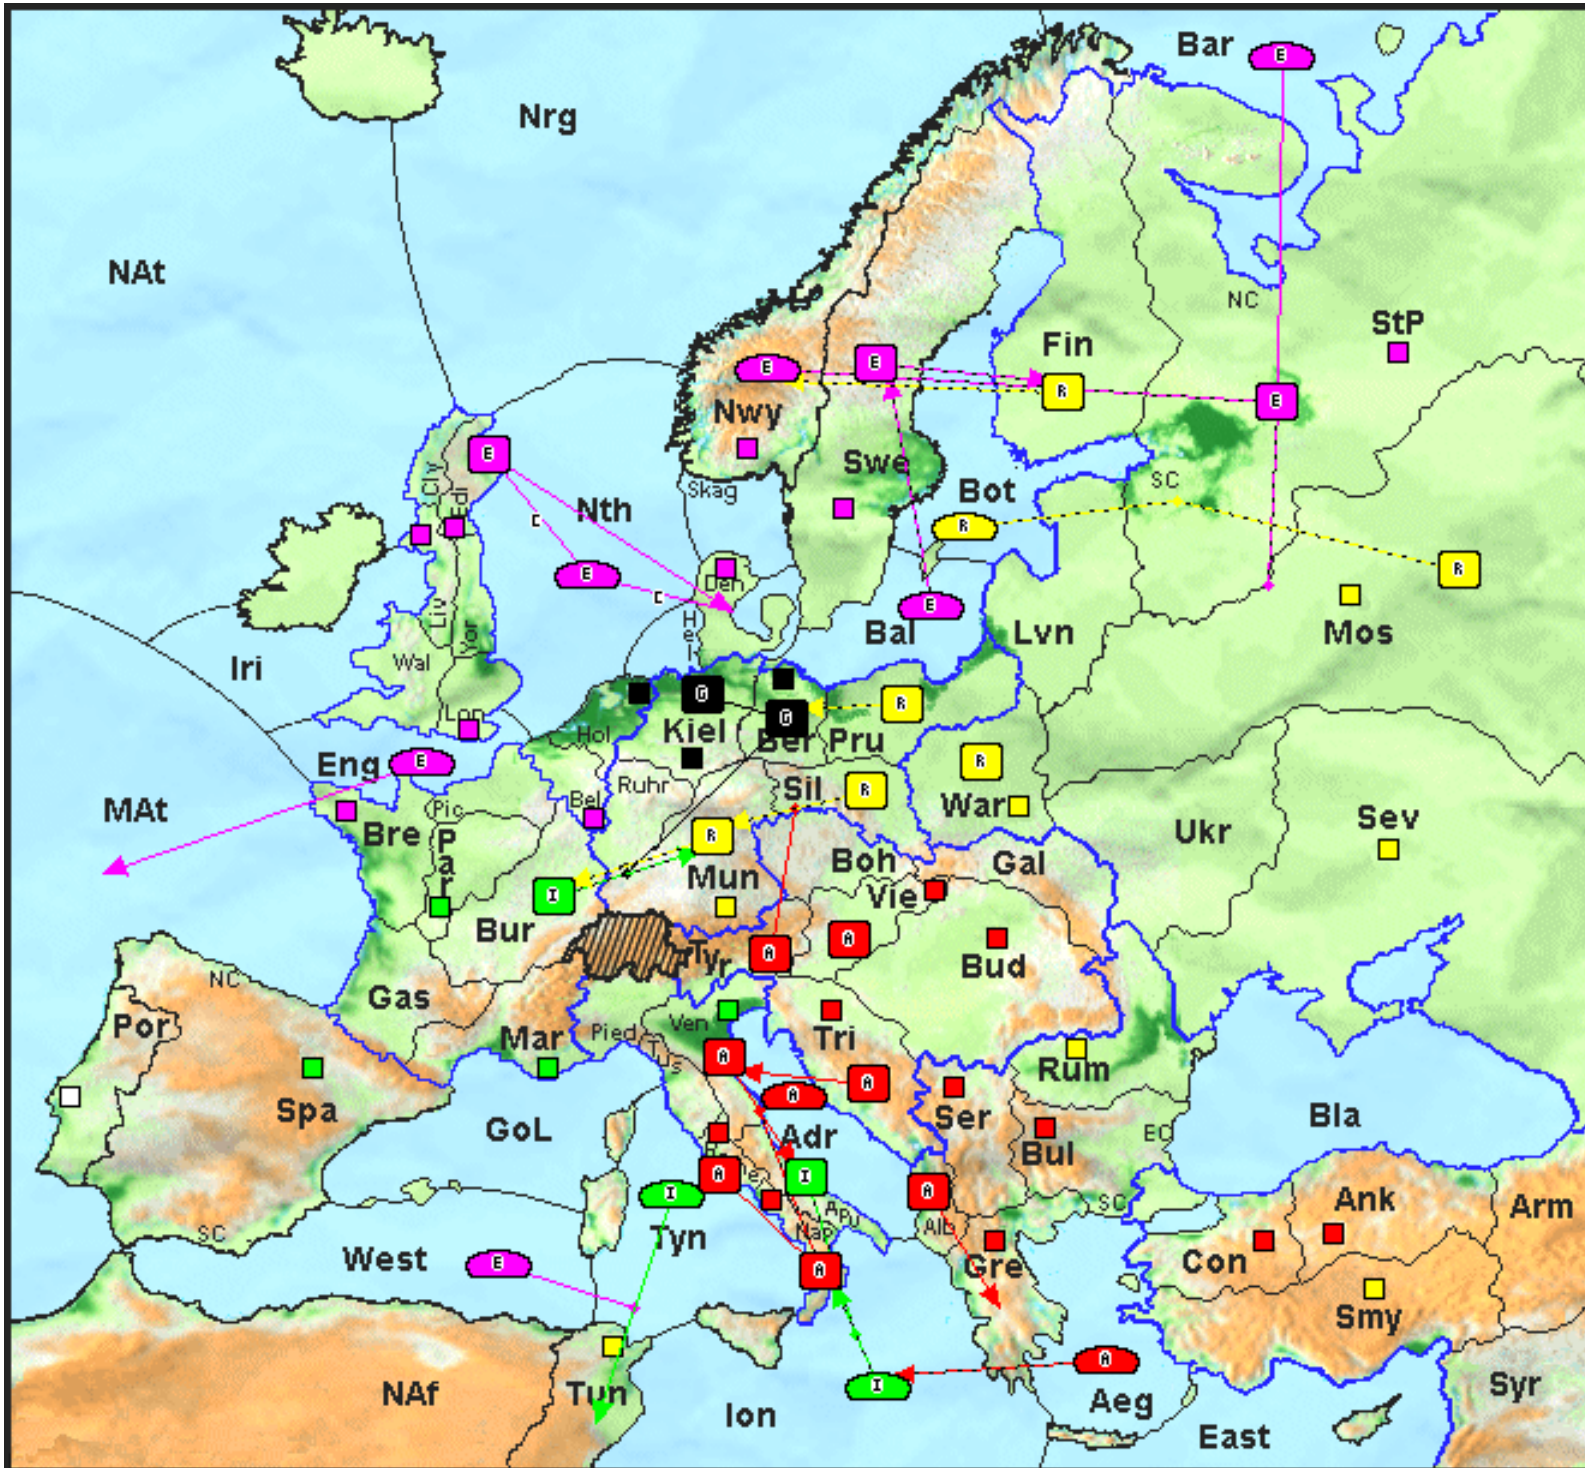 Bar
E
Nrg
NAt
NC
StP
Fin
E
E
R
E
Nwy
E
Cly
Edi
Swe
SC
Skag
Bot
Nth
C
R
R
E
Den
C
E
Hel
Liv
Yor
Bal
Lvn
Mos
Iri
Wal
G
R
G
Lon
Hol
Kiel
Ber
Pru
Eng
E
R
Ruhr
Sil
R
MAt
Pic
Bel
War
Bre
Par
R
Ukr
Sev
Boh
Gal
Mun
Vie
I
Bur
A
A
Tyr
Bud
NC
Gas
Por
Ven
Tri
Mar
Pied
Tus
A
Rum
A
Ser
Spa
A
Bla
GoL
Adr
EC
Bul
A
I
A
I
Ank
SC
Apu
Arm
Nap
Alb
SC
Tyn
West
E
A
Gre
Con
Smy
A
NAf
Tun
I
Ion
Aeg
Syr
East